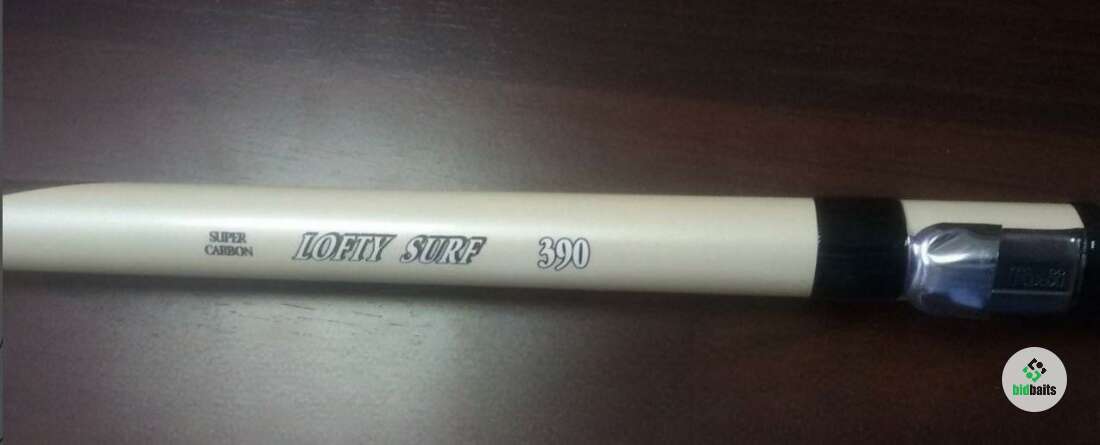 SUPER
CARBON
LOFTY SURF
390
bidbaits